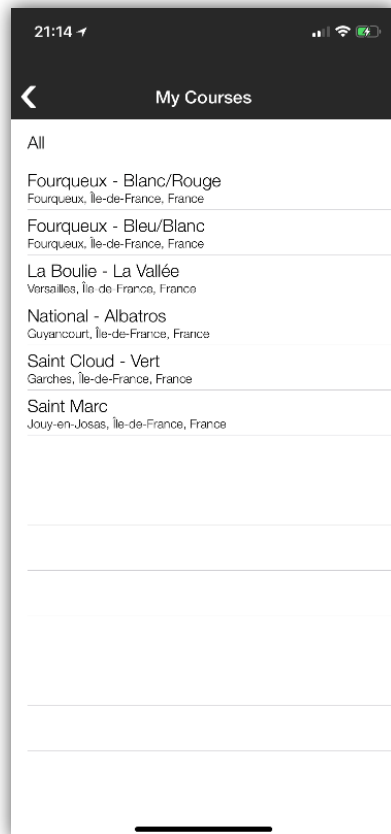 21:14
My Courses
All
Fourqueux - Blanc/Rouge
Fourqueux, Île-de-France, France
Fourqueux - Bleu/Blanc
Fourqueux, Île-de-France, France
La Boulie - La Vallée
Versailles, Île-de-France, France
National - Albatros
Guyancourt, Île-de-France, France
Saint Cloud - Vert
Garches, Île-de-France, France
Saint Marc
Jouy-en-Josas, Île-de-France, France